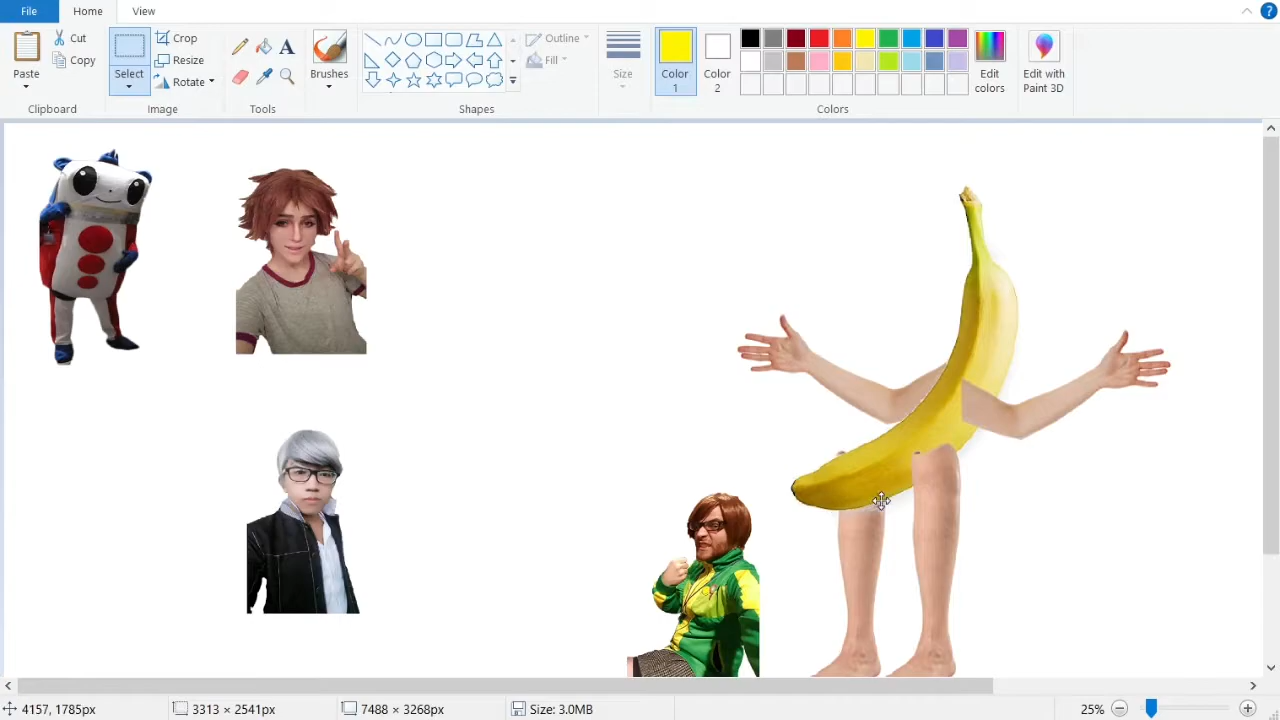 File Home View
Paste
Cut
Copy
Clipboard
Select
Crop
Resize
Rotate
Image
A
Tools
Brushes
Outline
Fill
Shapes
Size
Color 1
Color 2
Edit colors
Colors
Edit with Paint 3D
?
4157, 1785px 3313 × 2541px 7488 × 3268px Size: 3.0MB 25%